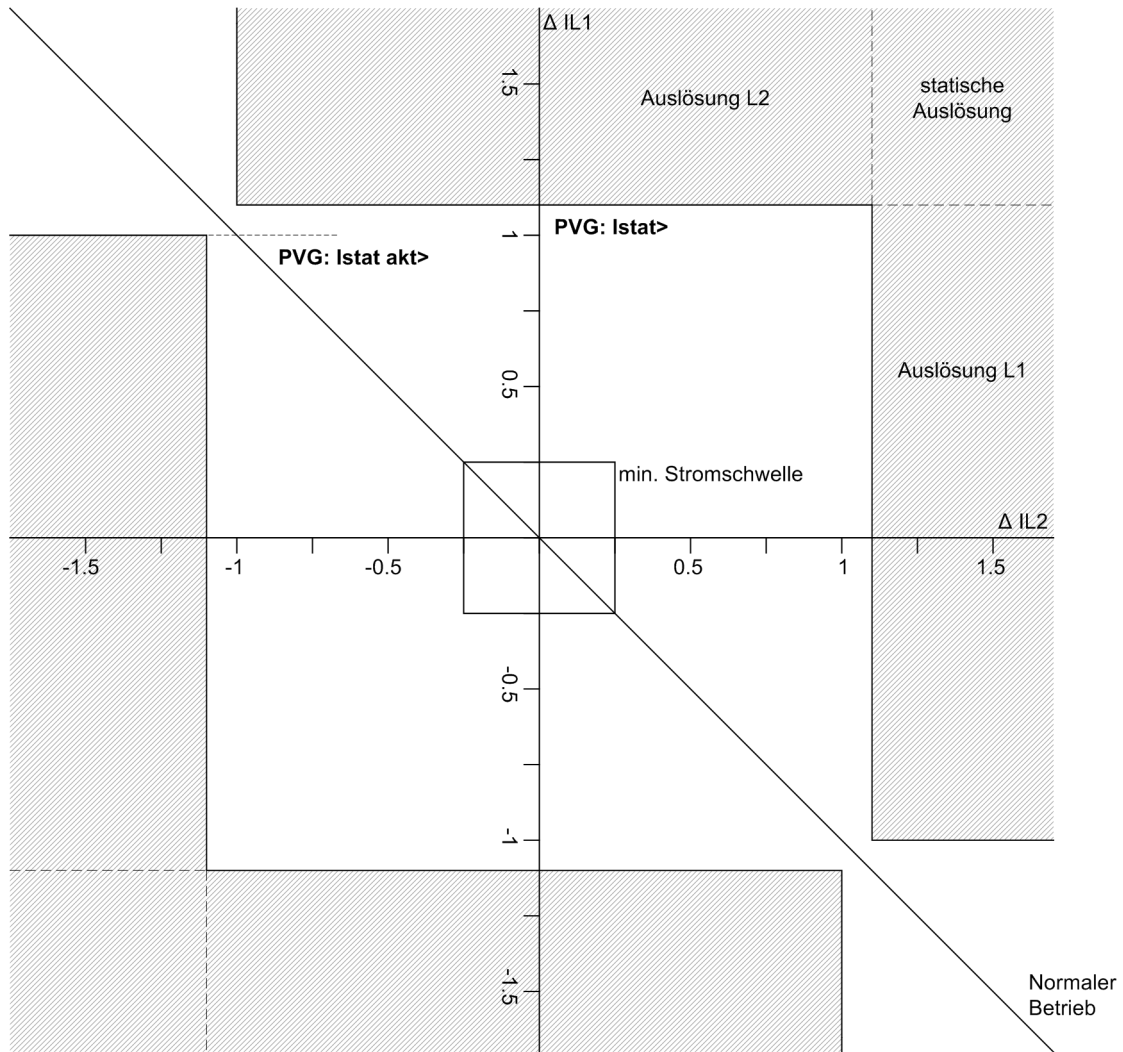 Δ IL1
1.5
Auslösung L2
statische
Auslösung
PVG: Istat>
1
PVG: Istat akt>
0.5
Auslösung L1
min. Stromschwelle
Δ IL2
-1.5
-1
-0.5
0.5
1
1.5
-0.5
-1
-1.5
Normaler
Betrieb